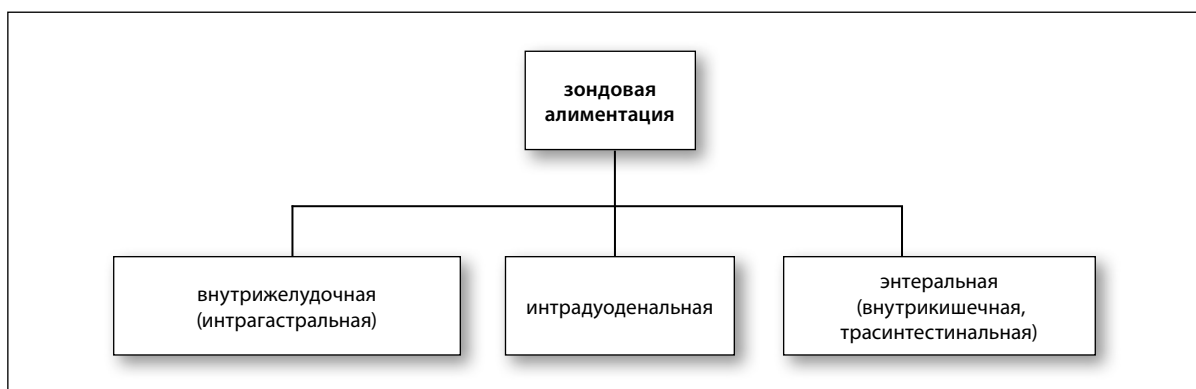 зондовая
алиментация
внутрижелудочная
(интрагастральная)
интрадуоденальная
энтеральная
(внутрикишечная,
трасинтестинальная)